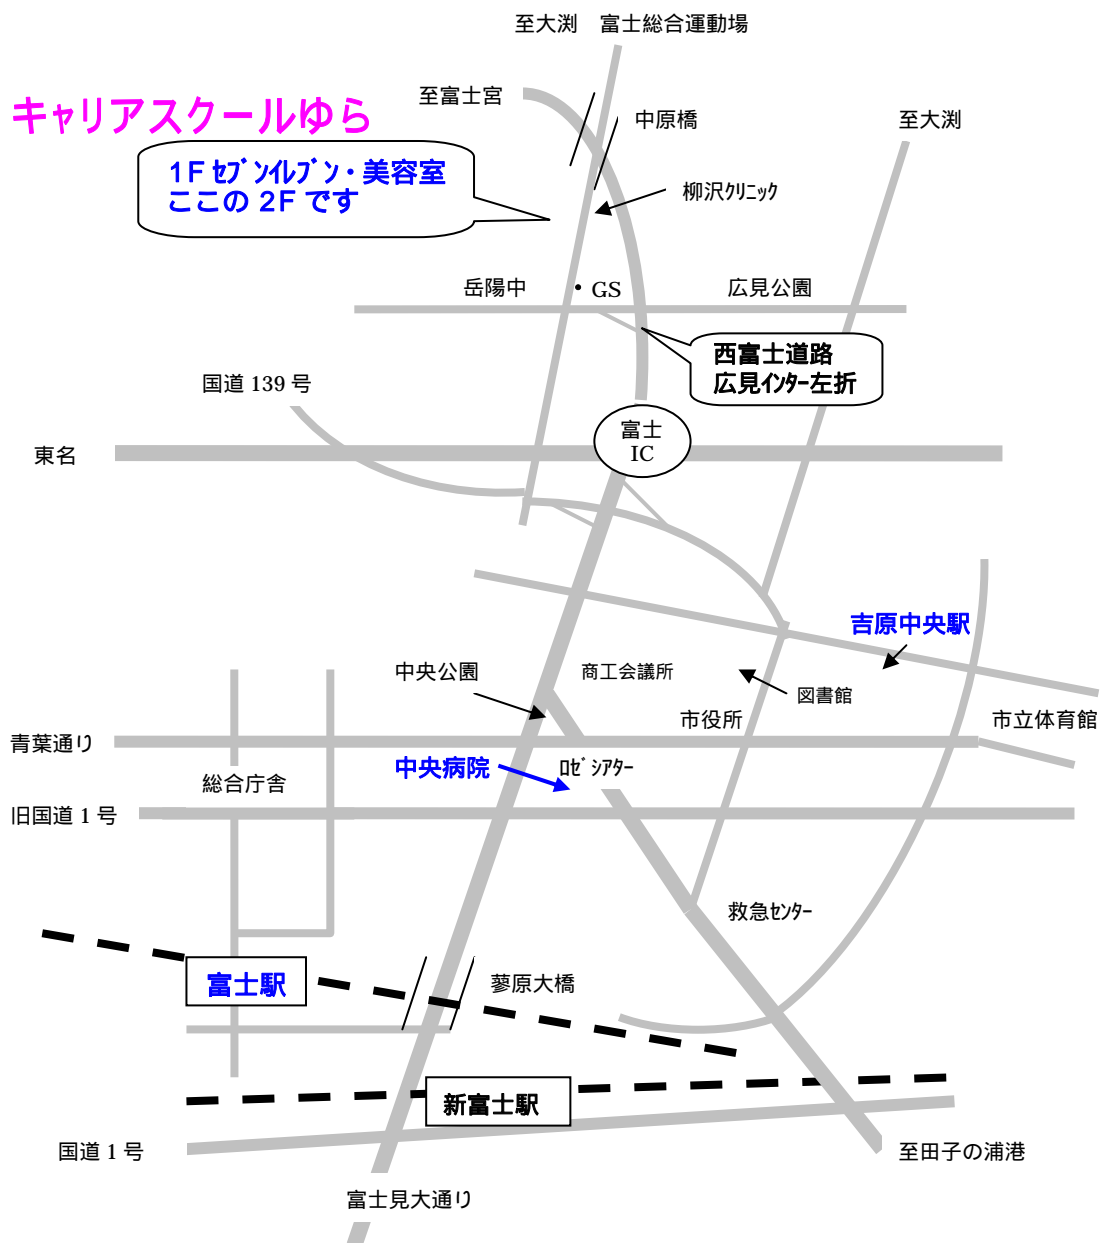 至大渕 富士総合運動場
至富士宮
キャリアスクールゆら
中原橋
至大渕
1F ｾﾌﾞﾝｲﾚﾌﾞﾝ・美容室
ここの 2F です
柳沢ｸﾘﾆｯｸ
岳陽中
・GS
広見公園
西富士道路
広見ｲﾝﾀｰ左折
国道 139 号
富士
IC
東名
吉原中央駅
中央公園
商工会議所
図書館
市役所
市立体育館
青葉通り
中央病院
ﾛｾﾞｼｱﾀｰ
総合庁舎
旧国道 1 号
救急ｾﾝﾀｰ
富士駅
蓼原大橋
新富士駅
国道 1 号
至田子の浦港
富士見大通り